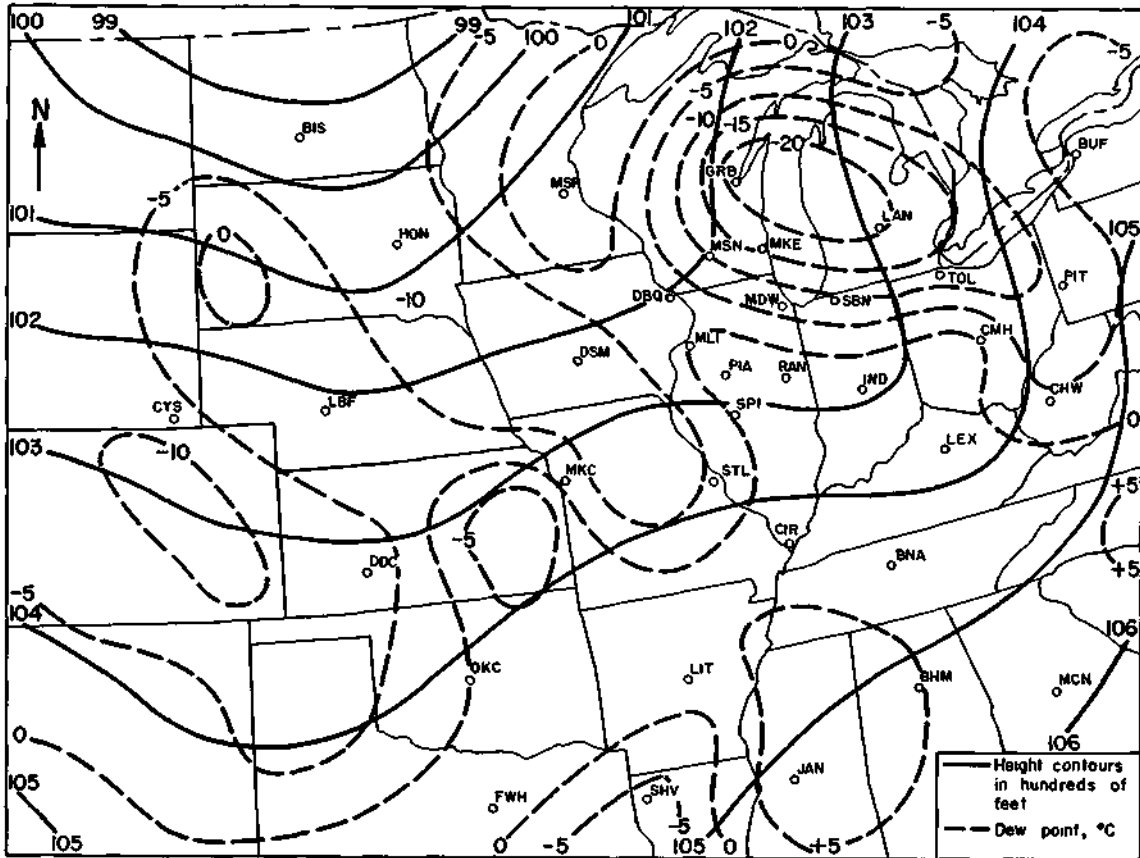 100 99 99 -5 100 0 101 102 0 103 -5 104 -5
N
BIS
-5
-10 -15
-20
BUF
MSP
GRB
-5
101
0
HON
LAN
105
MSN MKE
-10
DBQ
MDW SBN
TOL PIT
102
DSM
MLT
CMH
PIA RAN IND
CYS LBF
SPI
CHW
0
103
-10
LEX
MKC
STL
+5
-5
CIR
DDC
BNA
+5
-5
104
106
OKC
LIT
BHM
MCN
0
105
106
JAN
SHV
FWH
-5
105 0 -5 105 0 +5
Height contours
in hundreds of
feet
Dew point, °C